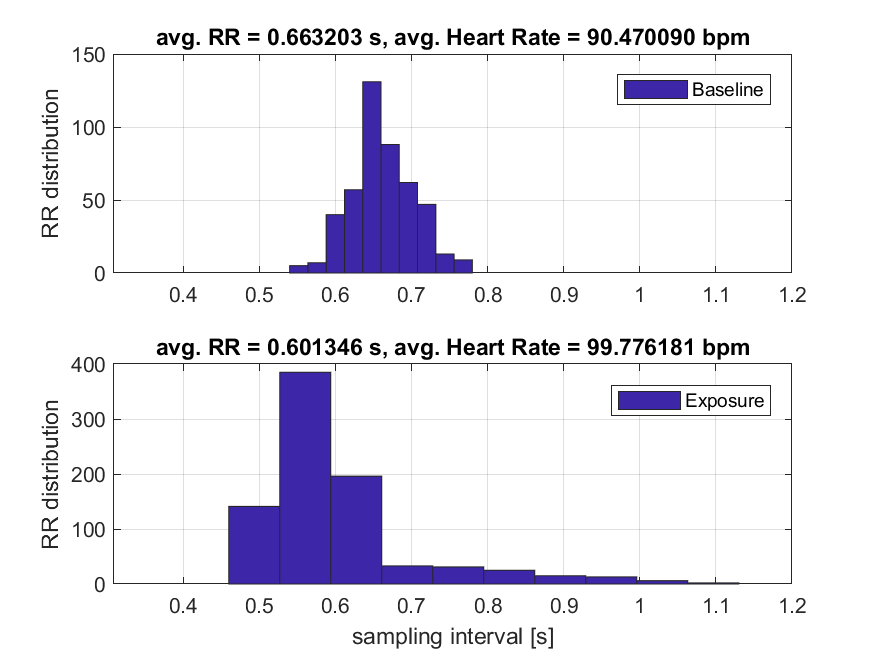 avg. RR = 0.663203 s, avg. Heart Rate = 90.470090 bpm
150
100
50
0
RR distribution
Baseline
0.4 0.5 0.6 0.7 0.8 0.9 1 1.1 1.2
avg. RR = 0.601346 s, avg. Heart Rate = 99.776181 bpm
400
300
200
100
0
RR distribution
Exposure
0.4 0.5 0.6 0.7 0.8 0.9 1 1.1 1.2
sampling interval [s]